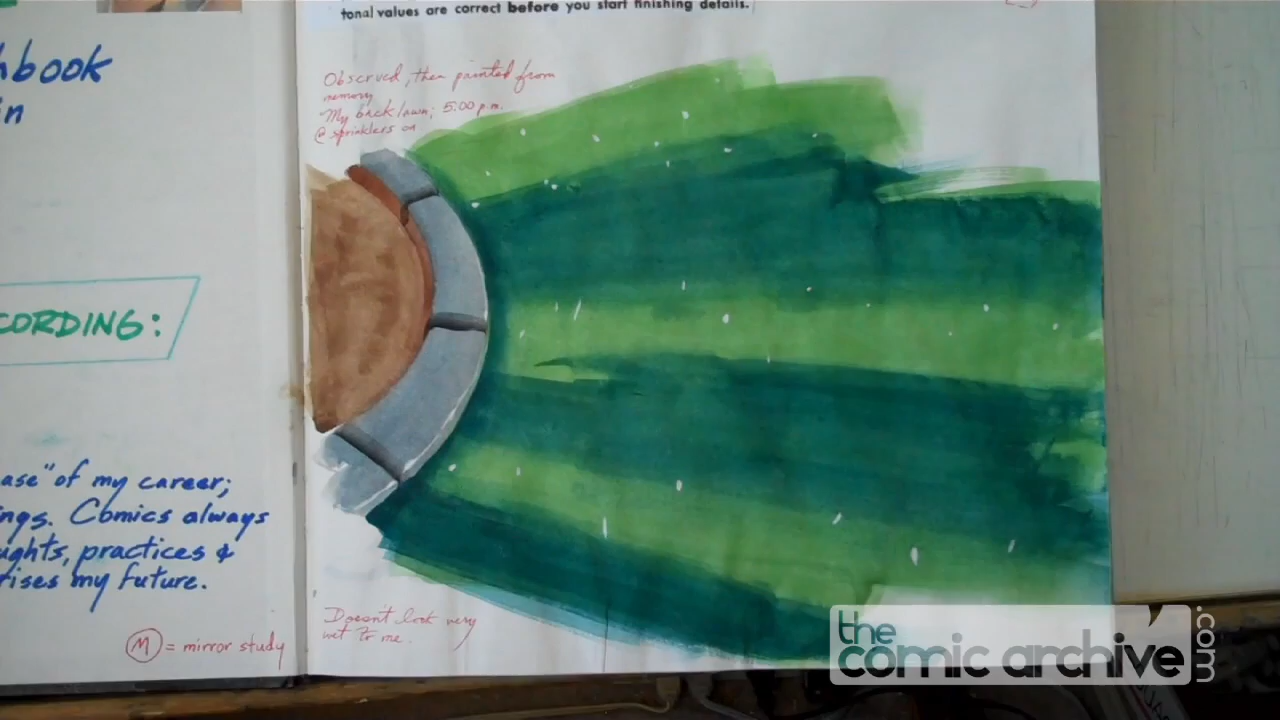 hbook
in
CORDING:
ase" of my career;
ngs. Comics always
ughts, practices &
tises my future.
M = mirror study
tonal values are correct before you start finishing details.
Observed, then painted from
memory
My back lawn; 5:00 p.m.
@ sprinklers on
Doesn't look very
wet to me.
the
comic archive
.com